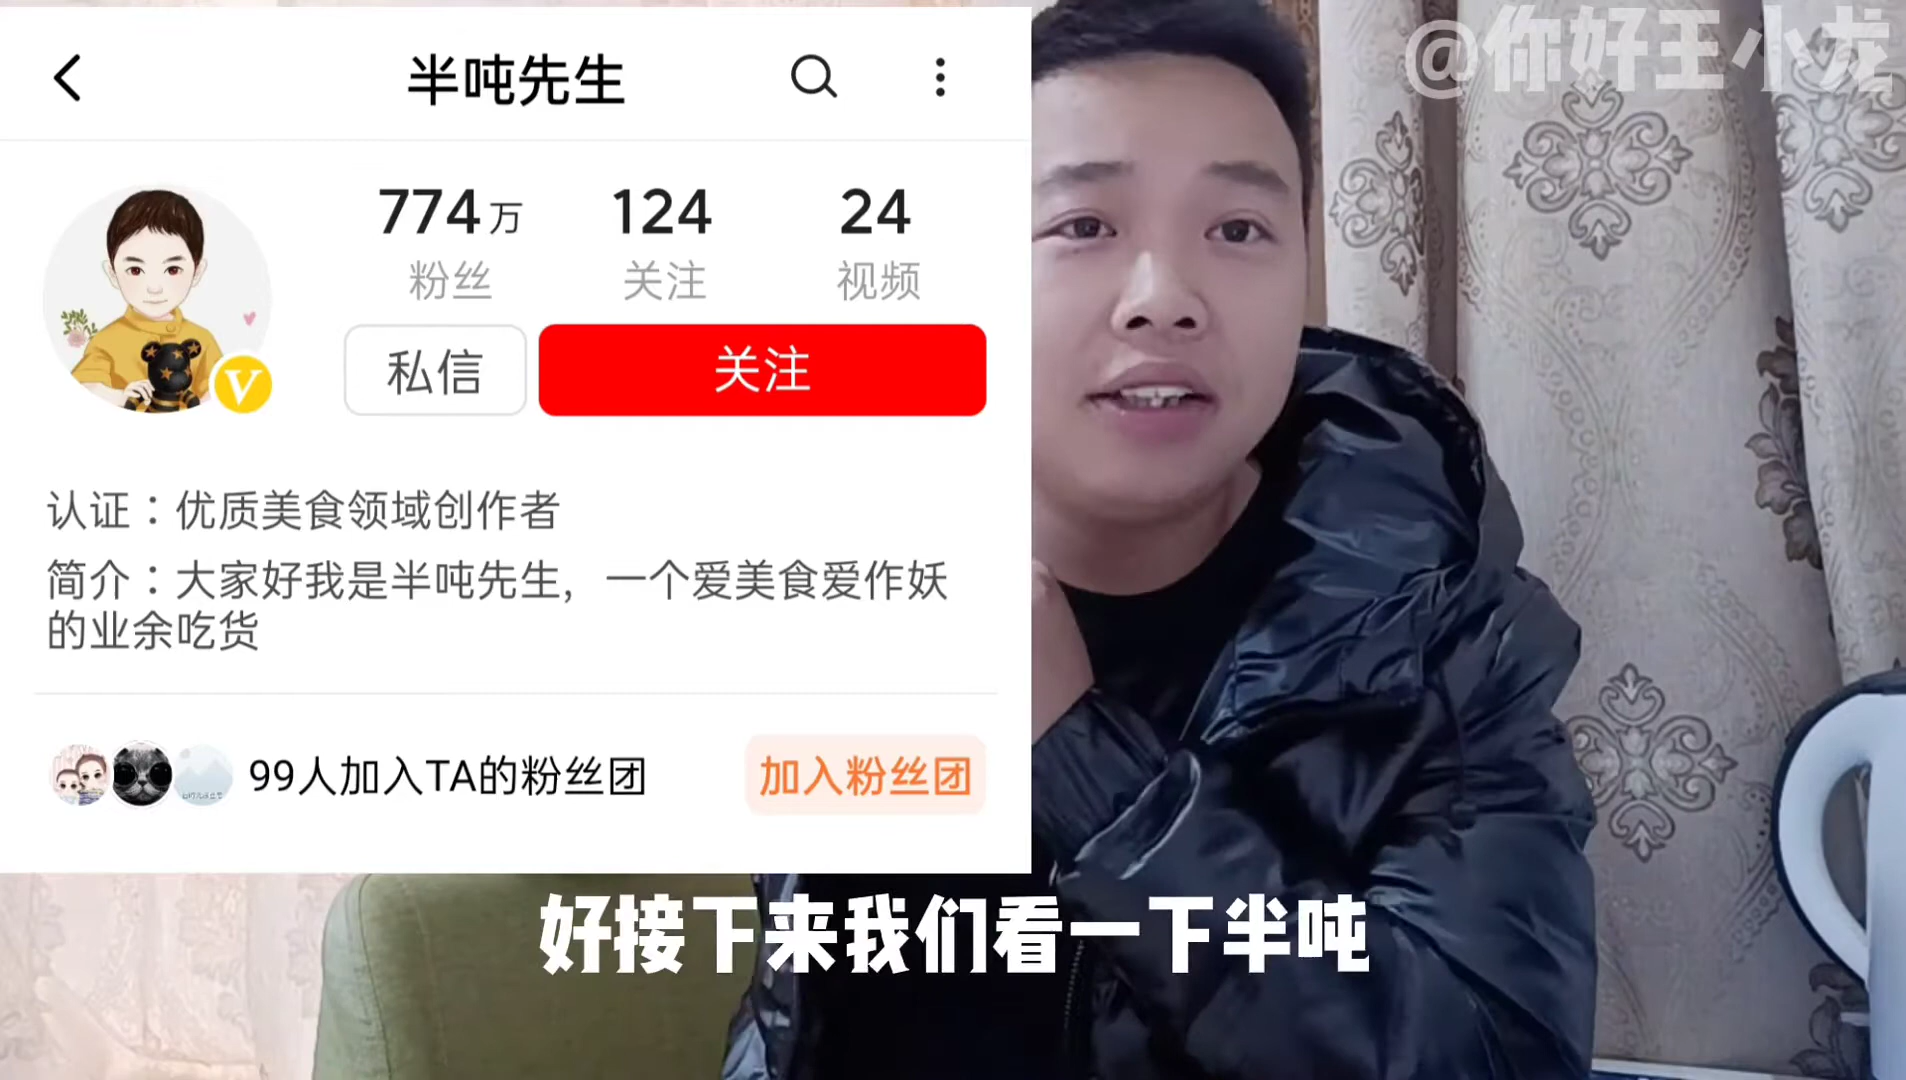 @你好王小龙
半吨先生
774万
124
24
粉丝
关注
视频
私信
关注
V
认证：优质美食领域创作者
简介：大家好我是半吨先生，一个爱美食爱作妖
的业余吃货
99人加入TA的粉丝团
加入粉丝团
好接下来我们看一下半吨